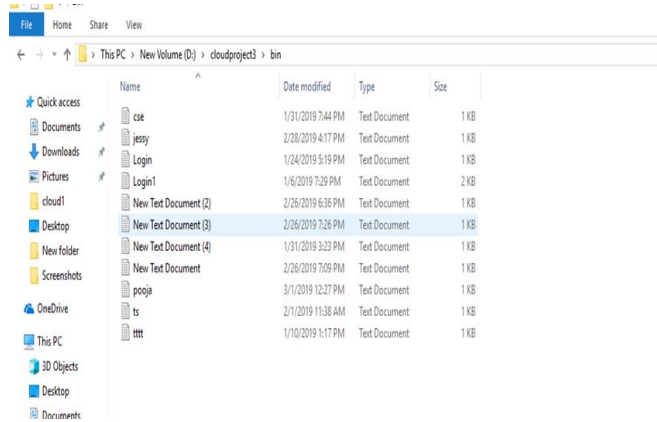 File Home Share View
This PC > New Volume (D:) > cloudproject3 > bin
Name Date modified Type Size
Quick access
Documents
Downloads
Pictures
cloud1
Desktop
New folder
Screenshots
OneDrive
This PC
3D Objects
Desktop
Documents
cse 1/31/2019 7:44 PM Text Document 1 KB
jessy 2/28/2019 4:17 PM Text Document 1 KB
Login 1/24/2019 5:19 PM Text Document 1 KB
Login1 1/6/2019 7:29 PM Text Document 2 KB
New Text Document (2) 2/26/2019 6:36 PM Text Document 1 KB
New Text Document (3) 2/26/2019 7:26 PM Text Document 1 KB
New Text Document (4) 1/31/2019 3:23 PM Text Document 1 KB
New Text Document 2/26/2019 7:09 PM Text Document 1 KB
pooja 3/1/2019 12:27 PM Text Document 1 KB
ts 2/1/2019 11:38 AM Text Document 1 KB
tttt 1/10/2019 1:17 PM Text Document 1 KB